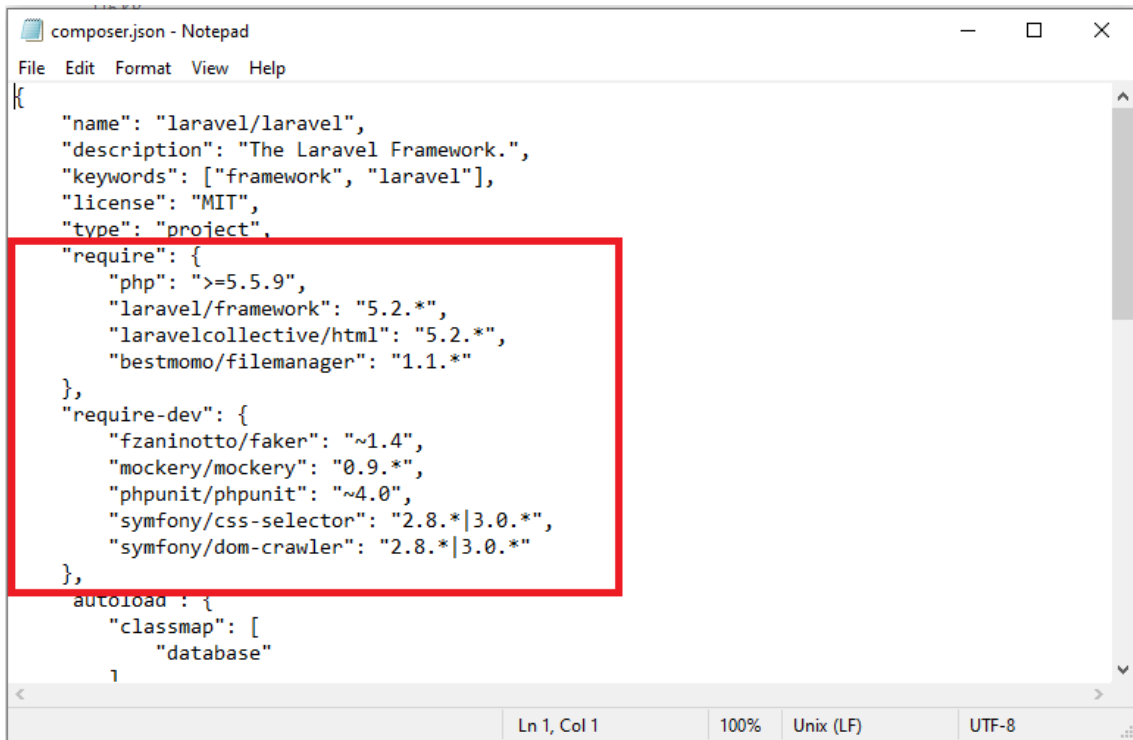 composer.json - Notepad
File Edit Format View Help
{
"name": "laravel/laravel",
"description": "The Laravel Framework.",
"keywords": ["framework", "laravel"],
"license": "MIT",
"type": "project",
"require": {
"php": ">=5.5.9",
"laravel/framework": "5.2.*",
"laravelcollective/html": "5.2.*",
"bestmomo/filemanager": "1.1.*"
},
"require-dev": {
"fzaninotto/faker": "~1.4",
"mockery/mockery": "0.9.*",
"phpunit/phpunit": "~4.0",
"symfony/css-selector": "2.8.*|3.0.*",
"symfony/dom-crawler": "2.8.*|3.0.*"
},
"autoload": {
"classmap": [
"database"
]
Ln 1, Col 1 100% Unix (LF) UTF-8